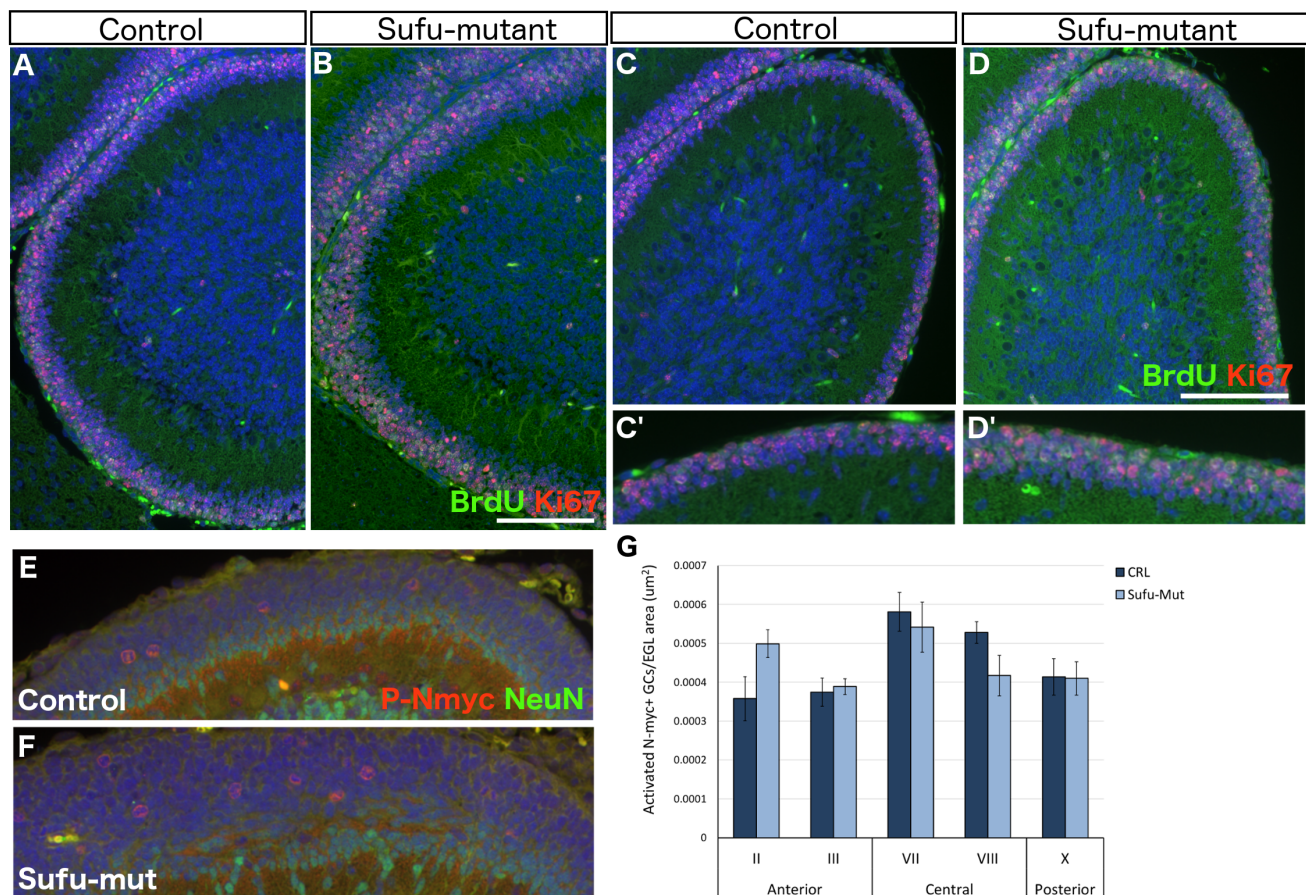 Control
Sufu-mutant
Control
Sufu-mutant
A
B
C
D
BrdU Ki67
BrdU Ki67
C'
D'
E
Control
P-Nmyc NeuN
F
Sufu-mut
G
Activated N-myc+ GCs/EGL area (um²)
0.0007
0.0006
0.0005
0.0004
0.0003
0.0002
0.0001
0
CRL
Sufu-Mut
II
III
VII
VIII
X
Anterior
Central
Posterior